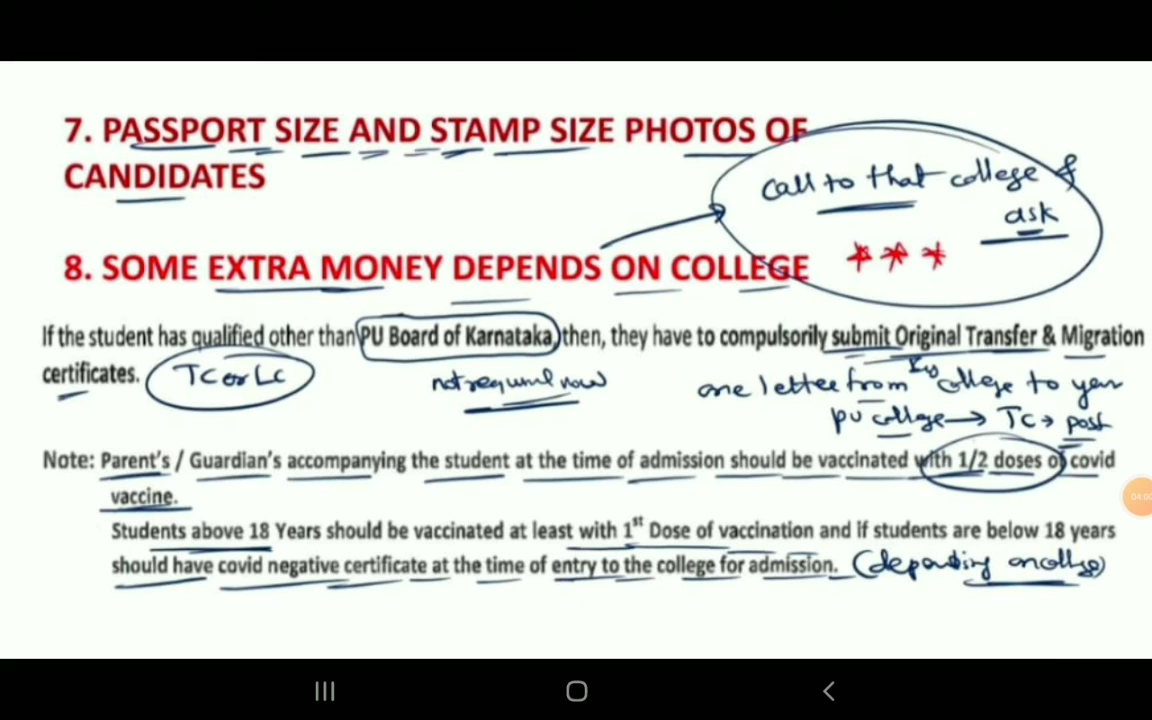 7. PASSPORT SIZE AND STAMP SIZE PHOTOS OF
CANDIDATES
call to that college &
ask
8. SOME EXTRA MONEY DEPENDS ON COLLEGE
If the student has qualified other than PU Board of Karnataka, then, they have to compulsorily submit Original Transfer & Migration
certificates.
TC or LC
not required now
one letter from college to your
PU college → TC → post
Note: Parent's / Guardian's accompanying the student at the time of admission should be vaccinated with 1/2 doses of covid
vaccine.
Students above 18 Years should be vaccinated at least with 1st Dose of vaccination and if students are below 18 years
should have covid negative certificate at the time of entry to the college for admission. (depending on college)
04:00